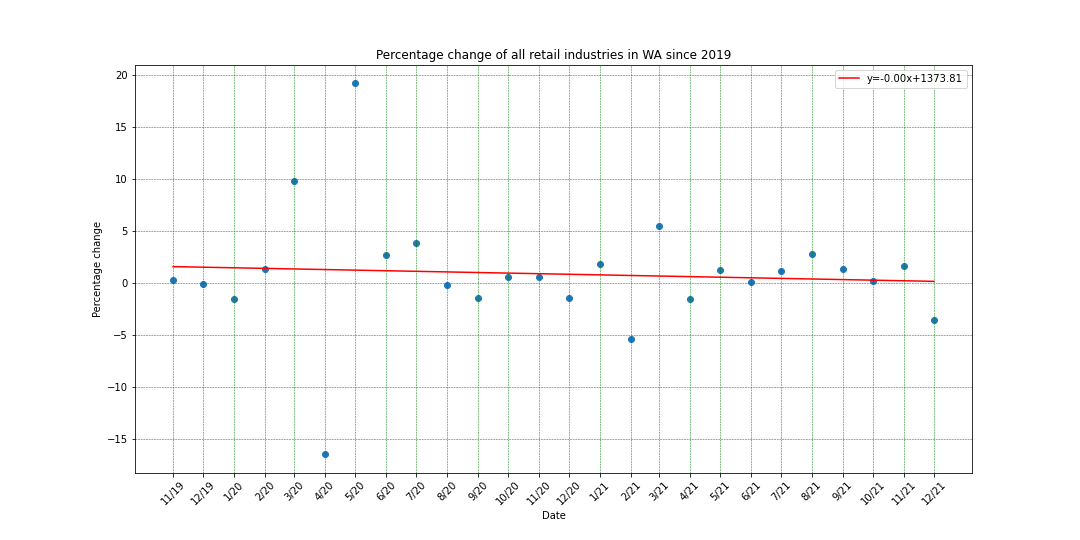 Percentage change of all retail industries in WA since 2019
y=-0.00x+1373.81
Percentage change
20
15
10
5
0
−5
−10
−15
11/19 12/19 1/20 2/20 3/20 4/20 5/20 6/20 7/20 8/20 9/20 10/20 11/20 12/20 1/21 2/21 3/21 4/21 5/21 6/21 7/21 8/21 9/21 10/21 11/21 12/21
Date